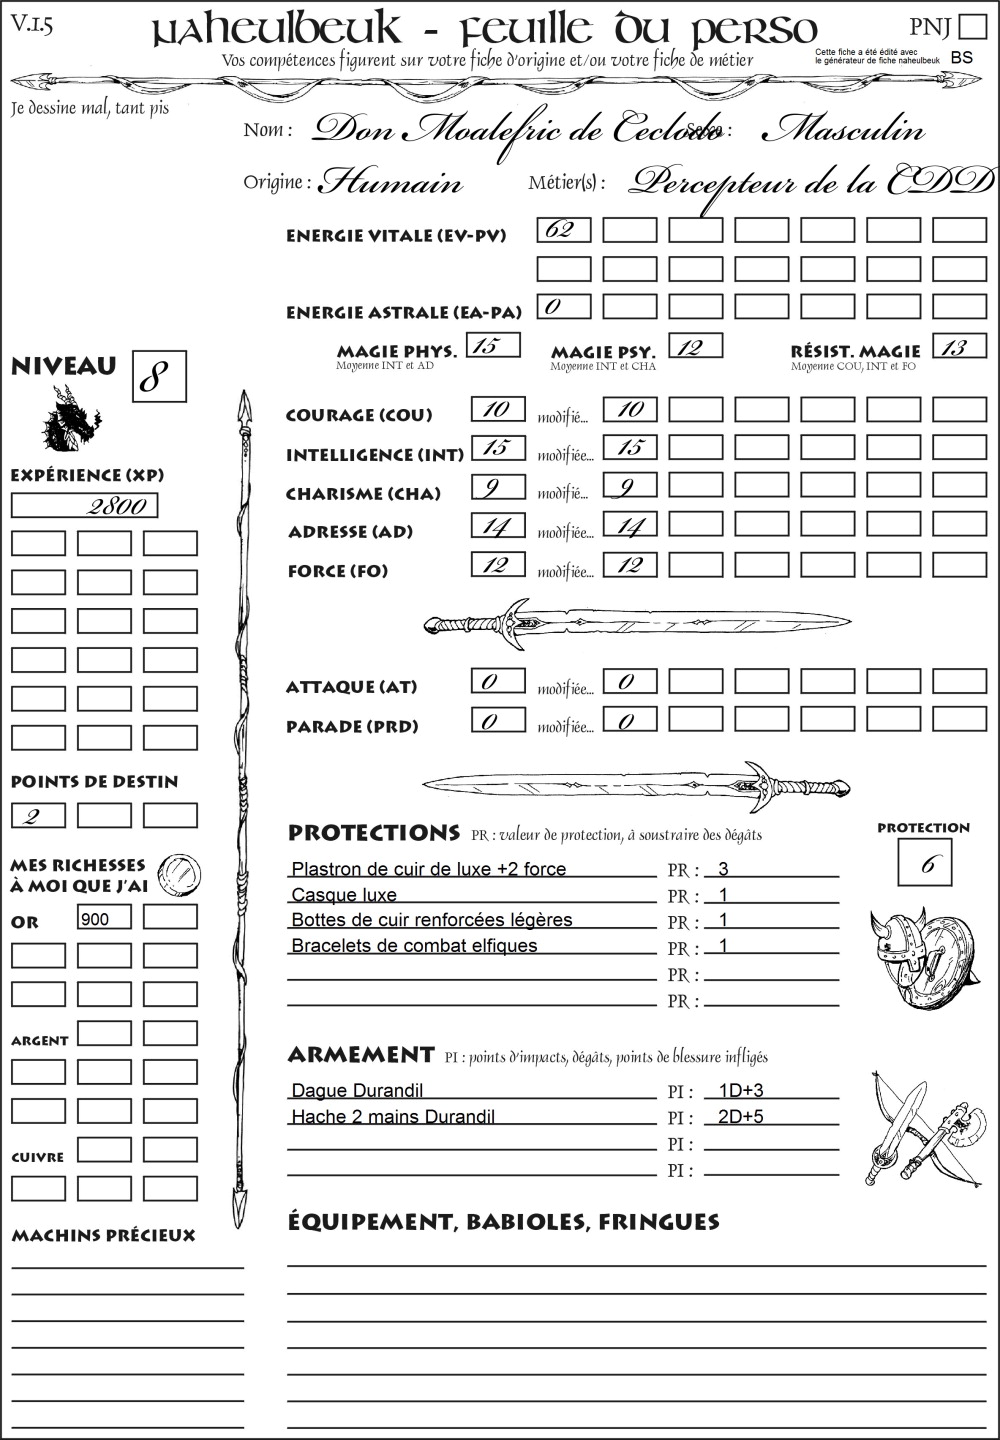 V.1.5
Naheulbeuk - Feuille du perso
PNJ
Vos compétences figurent sur votre fiche d'origine et/ou votre fiche de métier
Cette fiche a été édité avec
le générateur de fiche naheulbeuk
BS
Je dessine mal, tant pis
Nom : Don Moalefric de Ceclodo Sexe : Masculin
Origine : Humain Métier(s) : Percepteur de la CDD
ENERGIE VITALE (EV-PV) 62
ENERGIE ASTRALE (EA-PA) 0
MAGIE PHYS. 15 MAGIE PSY. 12 RÉSIST. MAGIE 13
Moyenne INT et AD Moyenne INT et CHA Moyenne COU, INT et FO
NIVEAU 8
COURAGE (COU) 10 modifiée... 10
INTELLIGENCE (INT) 15 modifiée... 15
CHARISME (CHA) 9 modifiée... 9
ADRESSE (AD) 14 modifiée... 14
FORCE (FO) 12 modifiée... 12
EXPÉRIENCE (XP)
2800
ATTAQUE (AT) 0 modifiée... 0
PARADE (PRD) 0 modifiée... 0
POINTS DE DESTIN
2
MES RICHESSES
À MOI QUE J'AI
OR 900
ARGENT
CUIVRE
MACHINS PRÉCIEUX
PROTECTIONS PR : valeur de protection, à soustraire des dégâts
PROTECTION
6
Plastron de cuir de luxe +2 force PR : 3
Casque luxe PR : 1
Bottes de cuir renforcées légères PR : 1
Bracelets de combat elfiques PR : 1
PR :
PR :
ARMEMENT PI : points d'impacts, dégâts, points de blessure infligés
Dague Durandil PI : 1D+3
Hache 2 mains Durandil PI : 2D+5
PI :
PI :
ÉQUIPEMENT, BABIOLES, FRINGUES